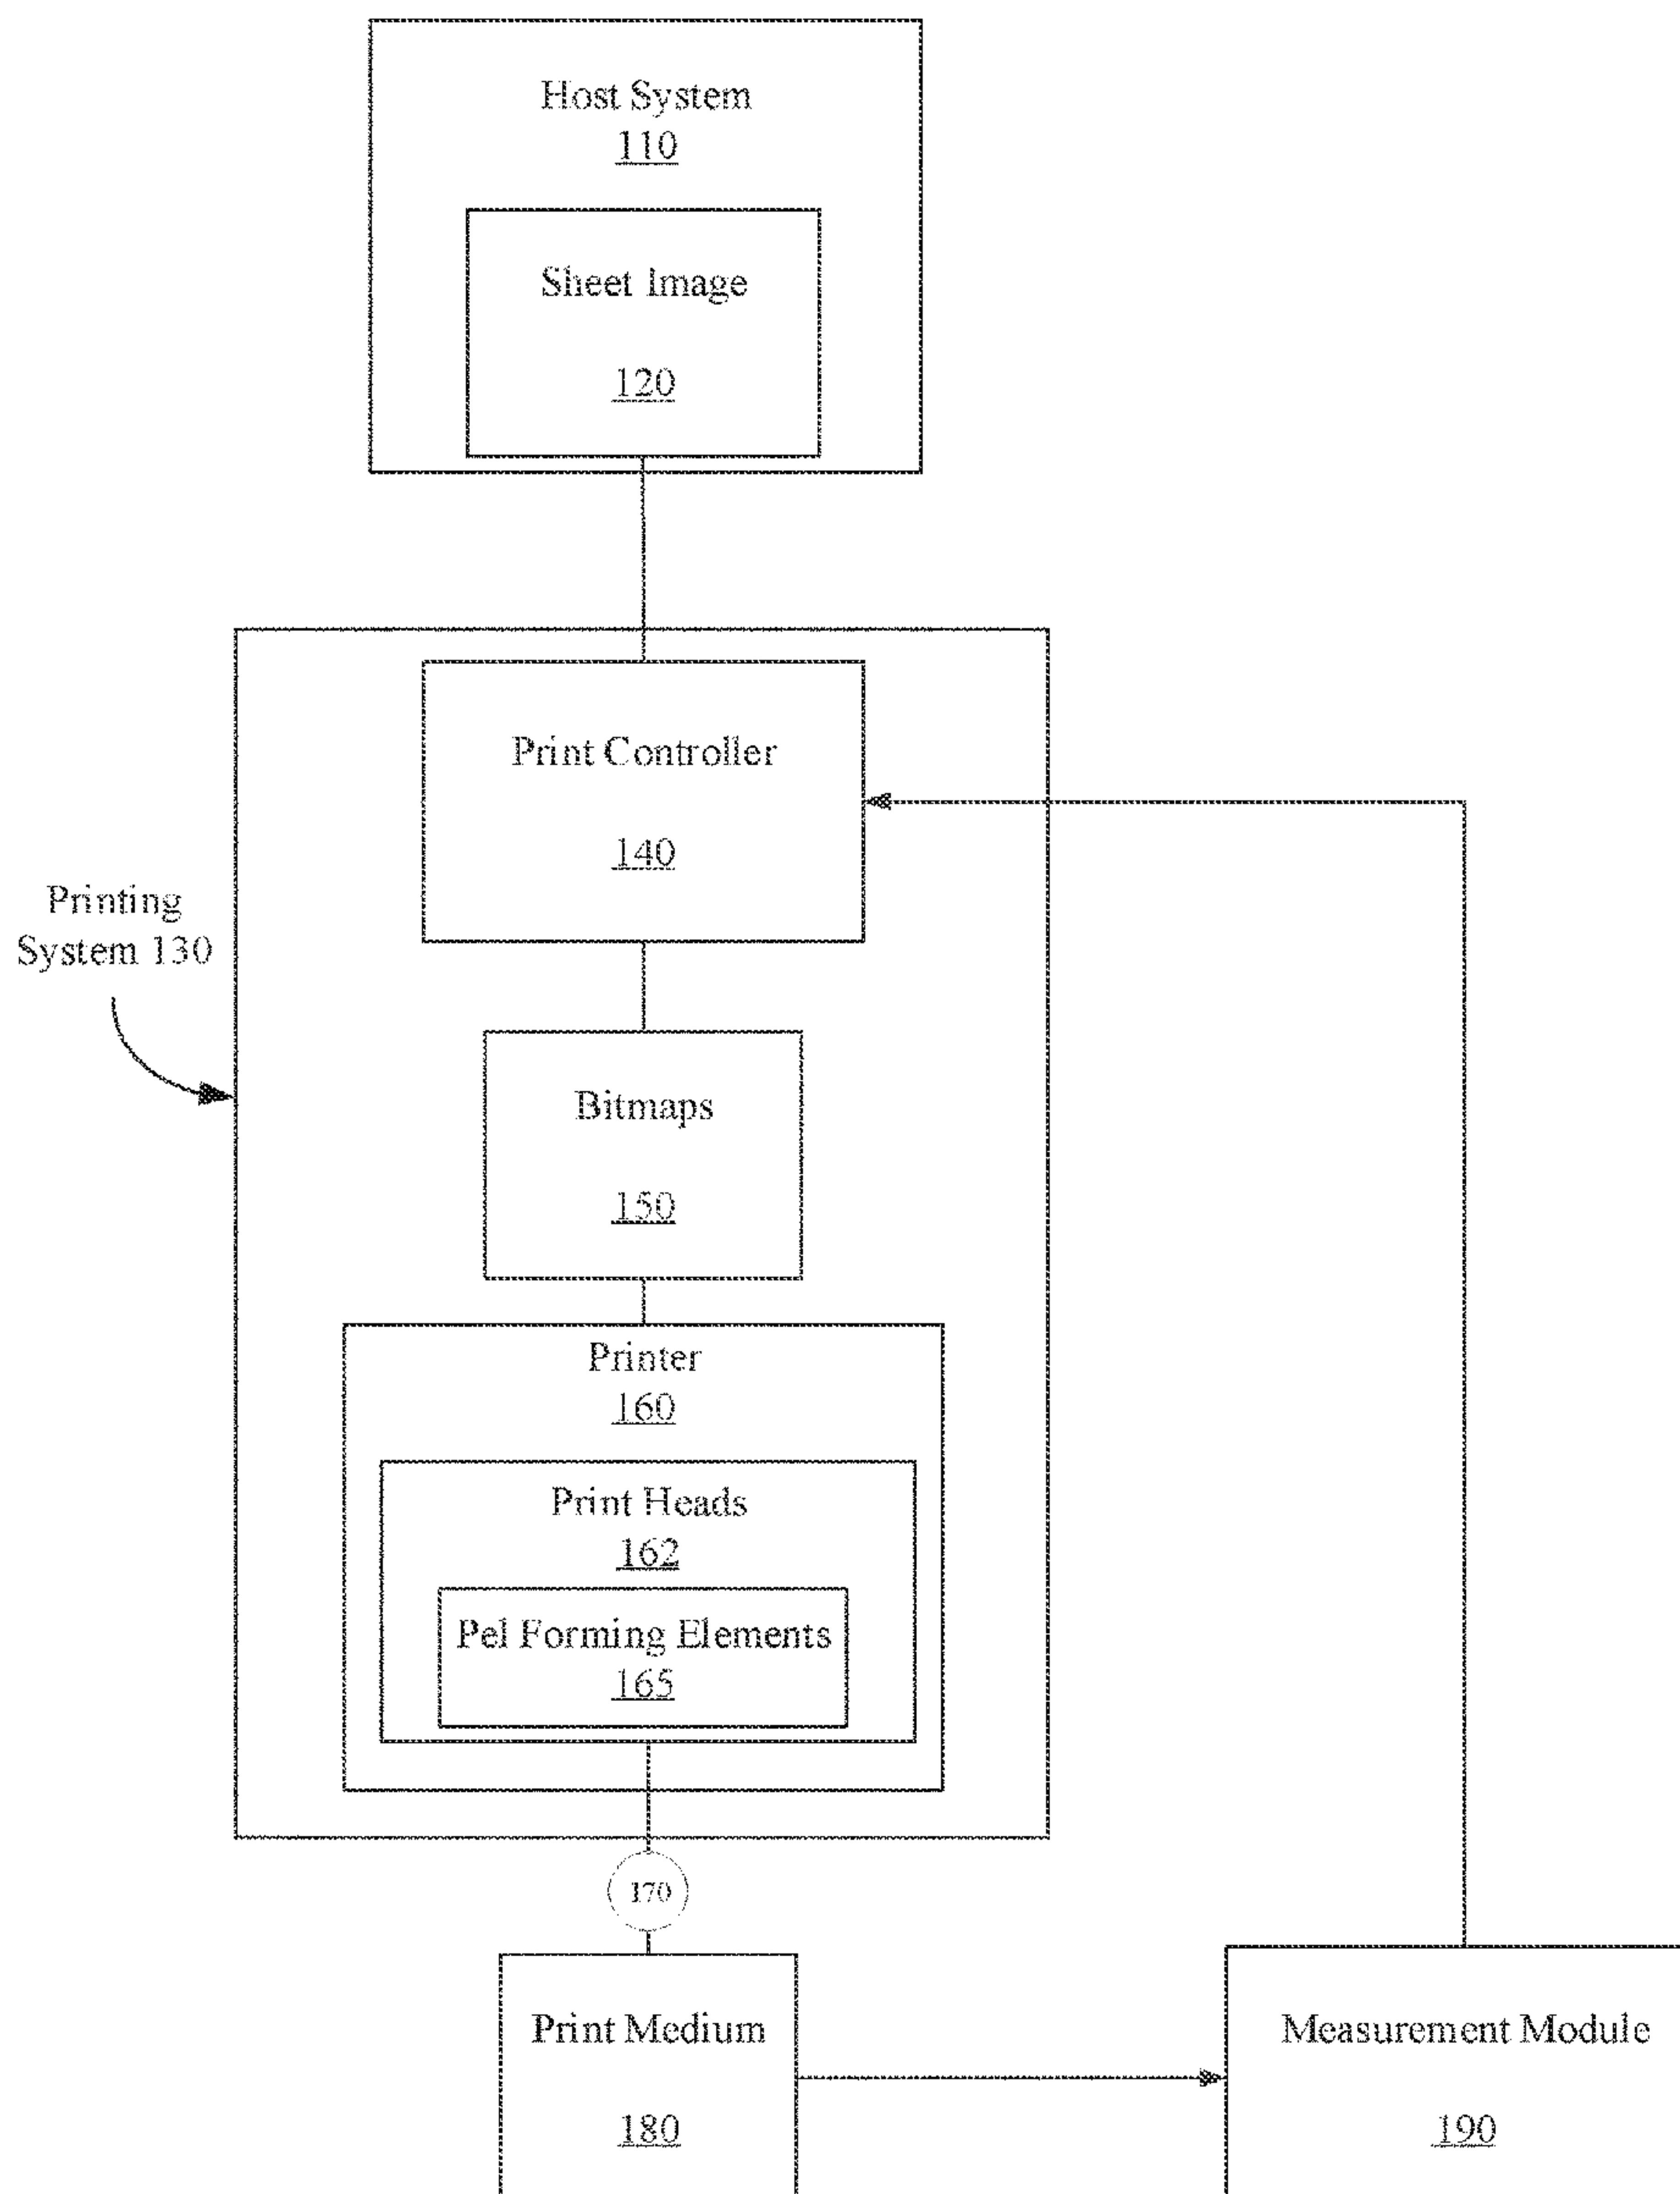 Host System
110
Sheet Image
120
Print Controller
140
Printing
System 130
Bitmaps
150
Printer
160
Print Heads
162
Pel Forming Elements
165
170
Print Medium
180
Measurement Module
190